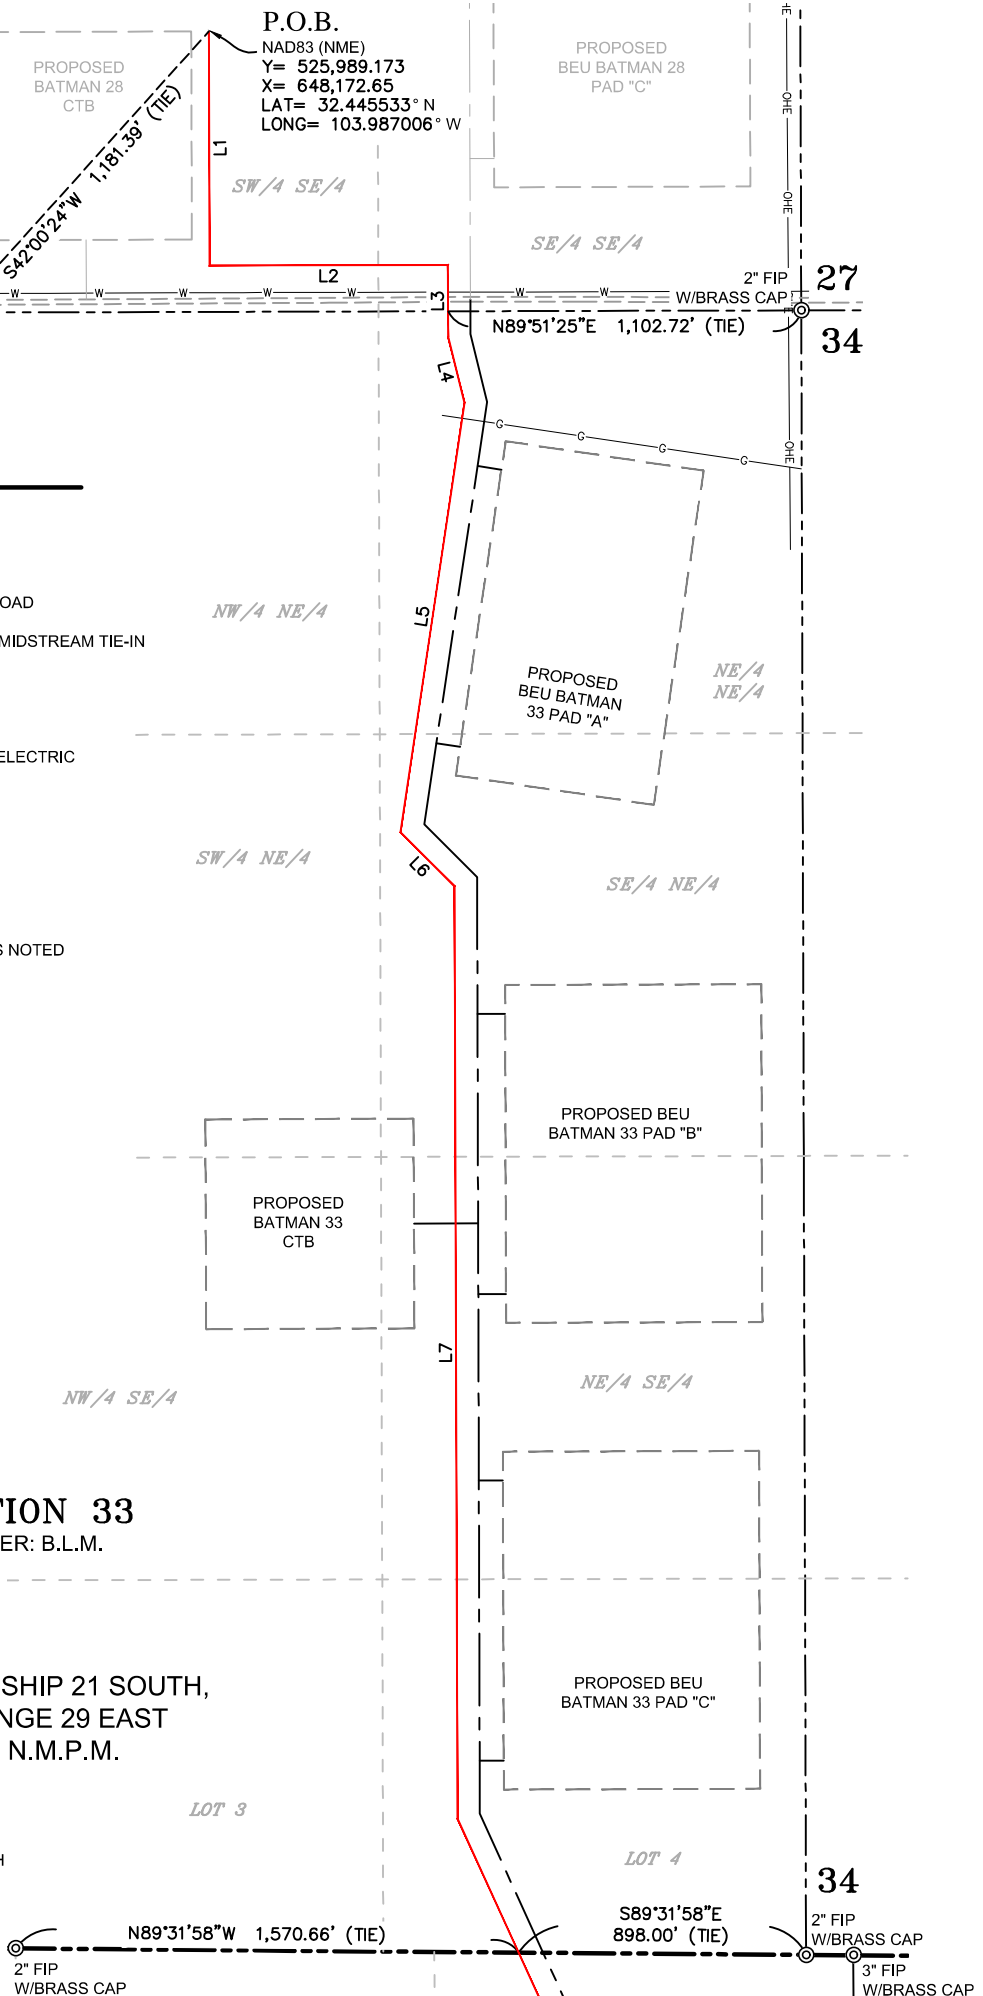 P.O.B.
NAD83 (NME)
Y= 525,989.173
X= 648,172.65
LAT= 32.445533° N
LONG= 103.987006° W
PROPOSED
BATMAN 28
CTB
PROPOSED
BEU BATMAN 28
PAD "C"
OHE
OHE
OHE
S42°00'24"W 1,181.39' (TIE)
L1
SW/4 SE/4
SE/4 SE/4
L2
2" FIP
W/BRASS CAP
27
W W W W W W W
L3
N89°51'25"E 1,102.72' (TIE)
34
L4
G G G G
OHE
L5
OAD
MIDSTREAM TIE-IN
NW/4 NE/4
NE/4
NE/4
PROPOSED
BEU BATMAN
33 PAD "A"
ELECTRIC
SW/4 NE/4
L6
SE/4 NE/4
S NOTED
PROPOSED BEU
BATMAN 33 PAD "B"
PROPOSED
BATMAN 33
CTB
L7
NW/4 SE/4
NE/4 SE/4
TION 33
ER: B.L.M.
SHIP 21 SOUTH,
NGE 29 EAST
N.M.P.M.
PROPOSED BEU
BATMAN 33 PAD "C"
LOT 3
H
LOT 4
34
N89°31'58"W 1,570.66' (TIE)
S89°31'58"E
898.00' (TIE)
2" FIP
W/BRASS CAP
2" FIP
W/BRASS CAP
3" FIP
W/BRASS CAP